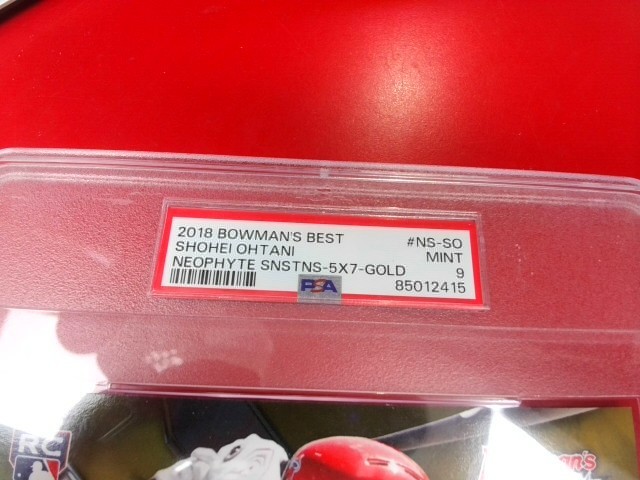 2018 BOWMAN'S BEST #NS-SO
SHOHEI OHTANI MINT
NEOPHYTE SNSTNS-5X7-GOLD 9
PSA 85012415
RC